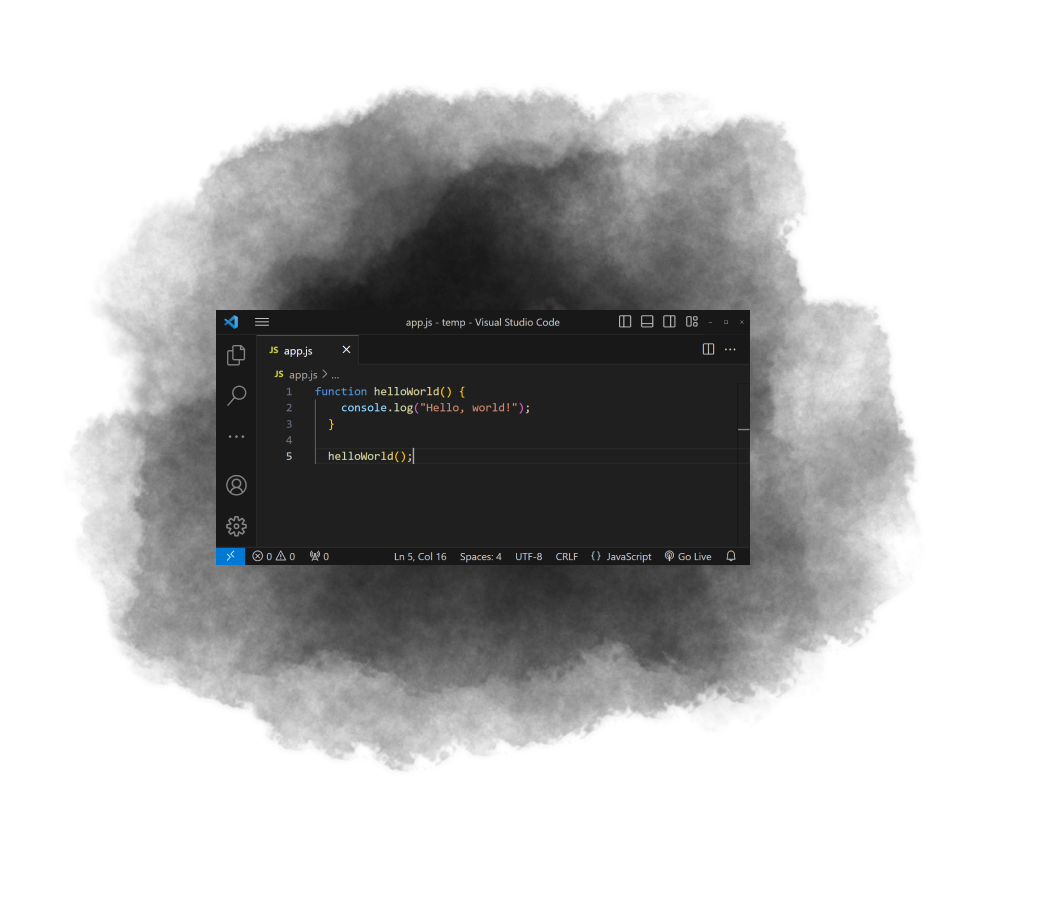 app.js - temp - Visual Studio Code
JS app.js
JS app.js > ...
1 function helloWorld() {
2 console.log("Hello, world!");
3 }
4
5 helloWorld();
0 0 0 Ln 5, Col 16 Spaces: 4 UTF-8 CRLF {} JavaScript Go Live